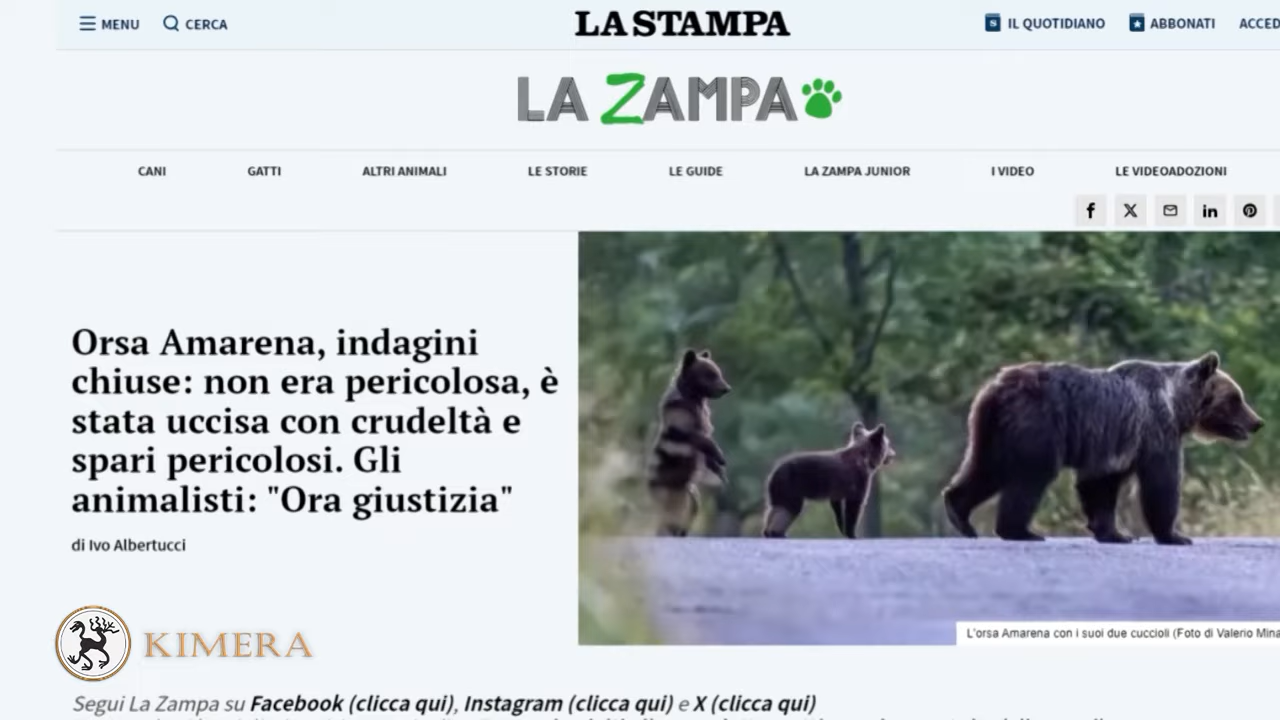 MENU
CERCA
LA STAMPA
IL QUOTIDIANO
ABBONATI
LA ZAMPA
CANI
GATTI
ALTRI ANIMALI
LE STORIE
LE GUIDE
LA ZAMPA JUNIOR
I VIDEO
LE VIDEOADOZIONI
Orsa Amarena, indagini
chiuse: non era pericolosa, è
stata uccisa con crudeltà e
spari pericolosi. Gli
animalisti: "Ora giustizia"
di Ivo Albertucci
L'orsa Amarena con i suoi due cuccioli (Foto di Valerio
KIMERA
Segui La Zampa su Facebook (clicca qui), Instagram (clicca qui) e X (clicca qui)